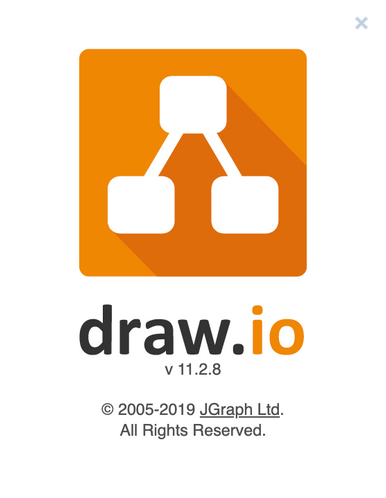 draw.io
v 11.2.8
© 2005-2019 JGraph Ltd.
All Rights Reserved.